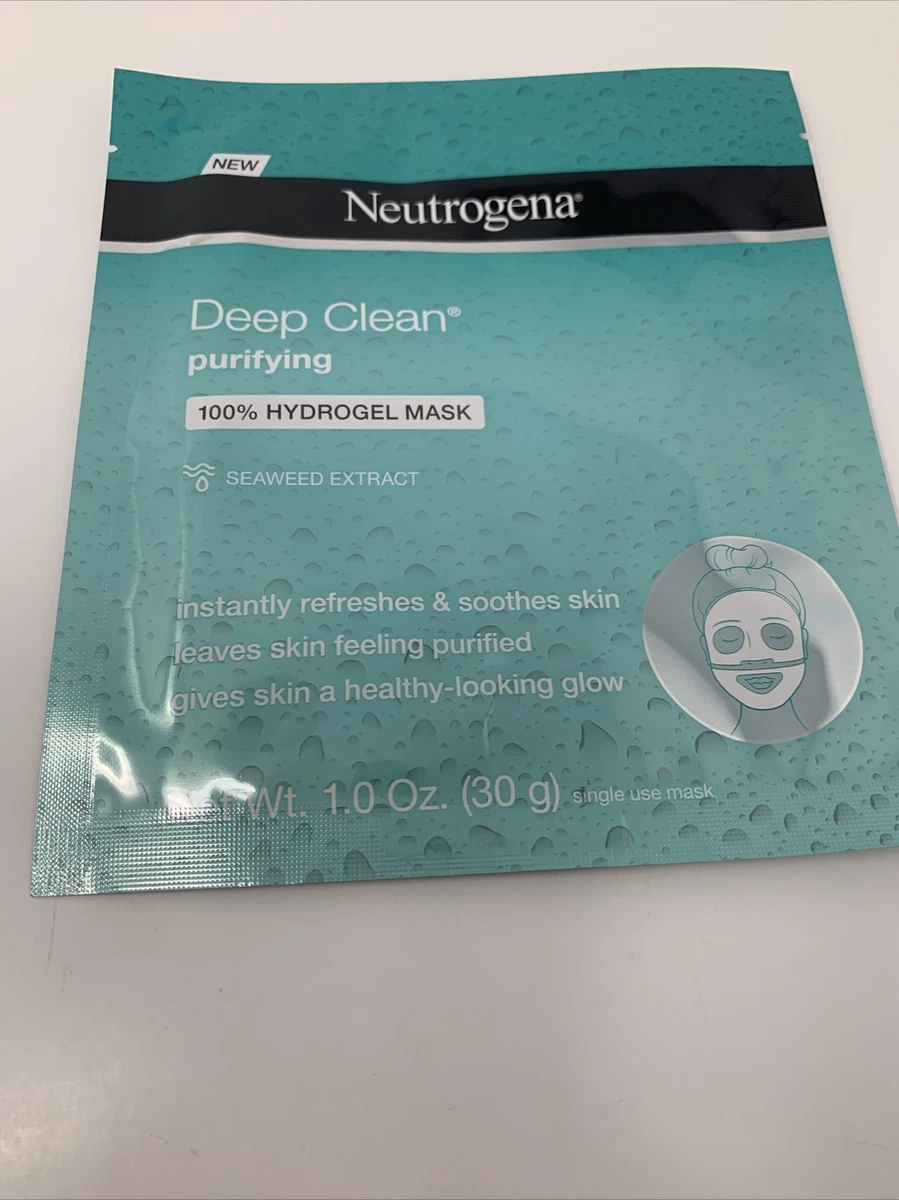 NEW
Neutrogena®
Deep Clean®
purifying
100% HYDROGEL MASK
SEAWEED EXTRACT
instantly refreshes & soothes skin
leaves skin feeling purified
gives skin a healthy-looking glow
Net Wt. 1.0 Oz. (30 g) single use mask